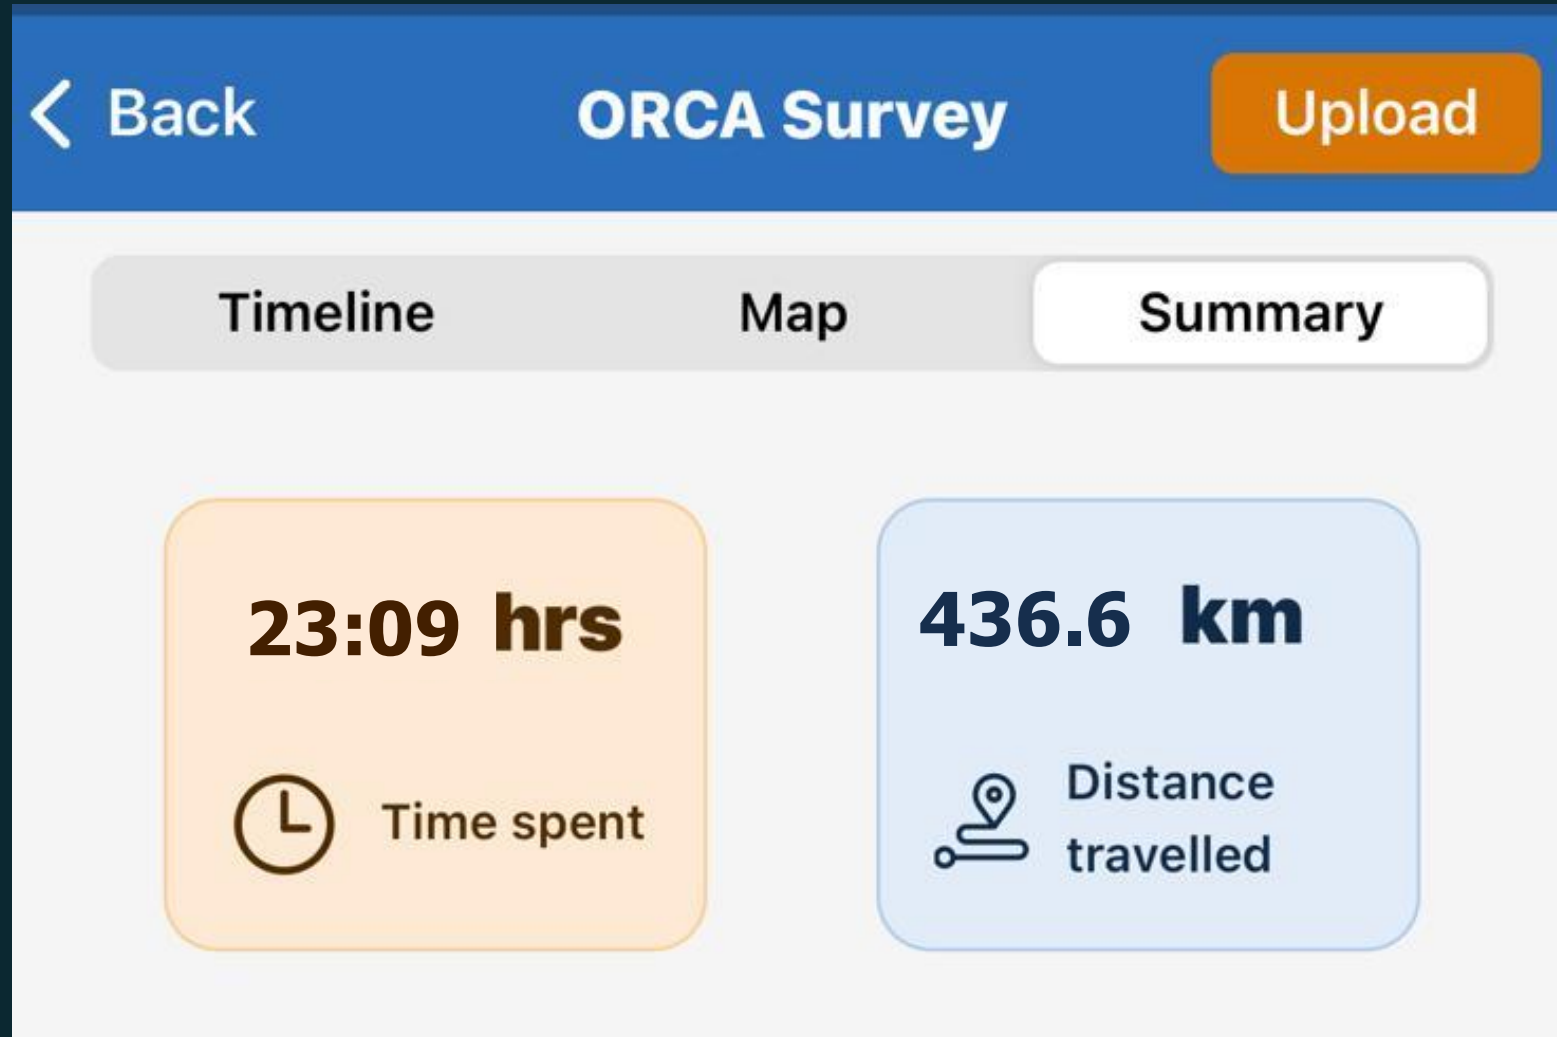 Back
ORCA Survey
Upload
Timeline
Map
Summary
23:09 hrs
Time spent
436.6 km
Distance
travelled